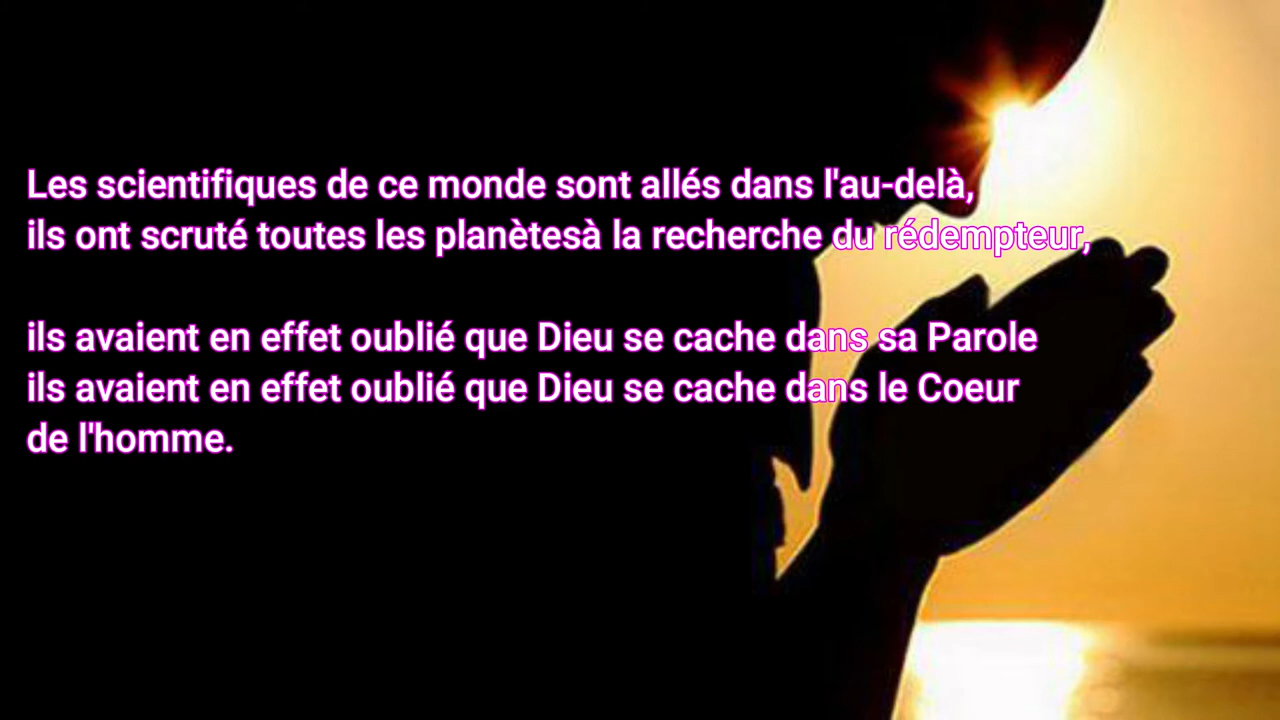 Les scientifiques de ce monde sont allés dans l'au-delà,
ils ont scruté toutes les planètesà la recherche du rédempteur,
ils avaient en effet oublié que Dieu se cache dans sa Parole
ils avaient en effet oublié que Dieu se cache dans le Coeur
de l'homme.